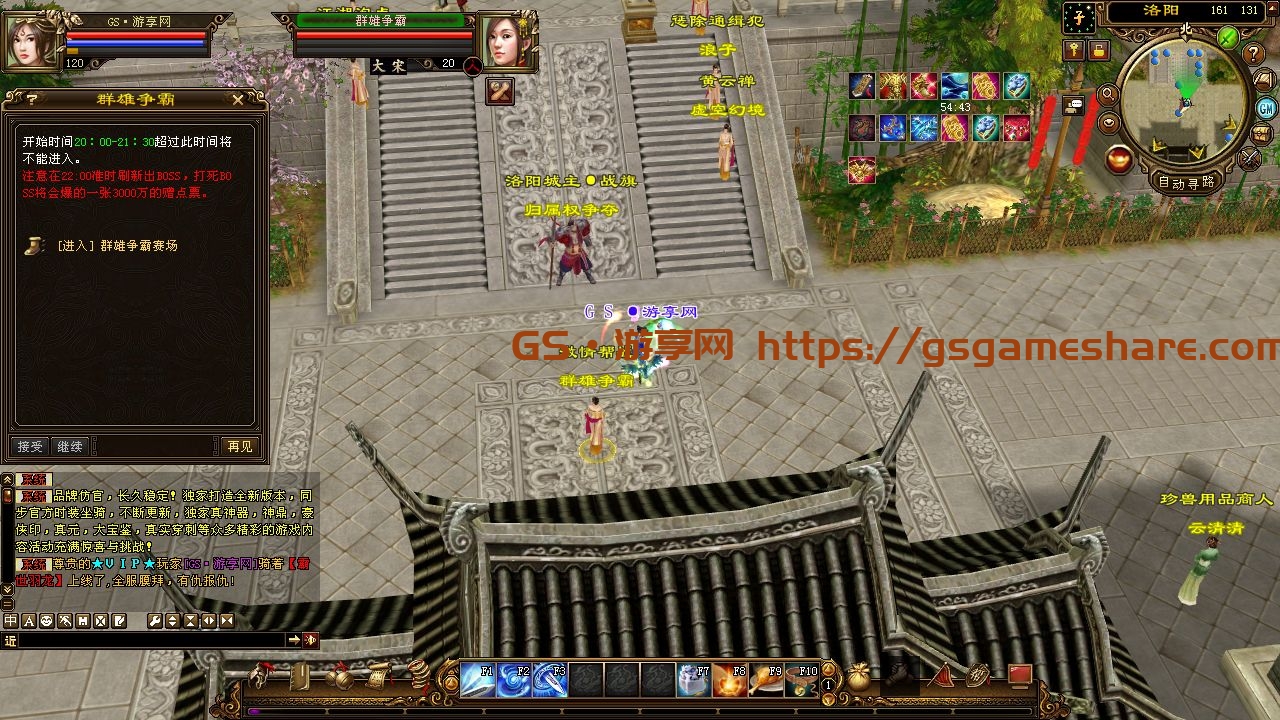 GS·游享网
120
群雄争霸
大宋
20
洛阳
161 131
北
自动寻路
GM
54:43
群雄争霸
开始时间20：00-21：30超过此时间将
不能进入。
注意在22:00准时刷新出BOSS，打死BO
SS将会爆的一张3000万的赠点票。
[进入] 群雄争霸赛场
接受
继续
再见
惩除通缉犯
浪子
黄云禅
虚空幻境
洛阳城主●战旗
归属权争夺
GS●游享网
GS·游享网 https://gsgameshare.com
群雄争霸
珍兽用品商人
云清清
系统
系统 品牌仿官，长久稳定！独家打造全新版本，同
步官方时装坐骑，不断更新，独家真神器，神鼎，豪
侠印，真元，大宝鉴，真实穿刺等众多精彩的游戏内
容活动充满惊喜与挑战！
系统 尊贵的★ＶＩＰ★玩家[GS·游享网]骑着【霸
世羽龙】上线了,全服膜拜，有仇报仇！
近
F1
F2
F3
F7
F8
F9
F10
1